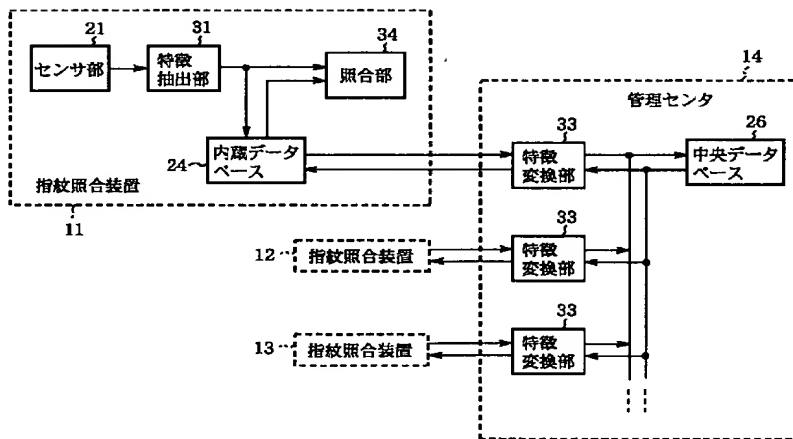 21
31
34
センサ部
特徴
抽出部
照合部
24
内蔵データ
ベース
指紋照合装置
11
14
管理センタ
33
26
特徴
変換部
中央データ
ベース
33
12
指紋照合装置
特徴
変換部
33
13
指紋照合装置
特徴
変換部